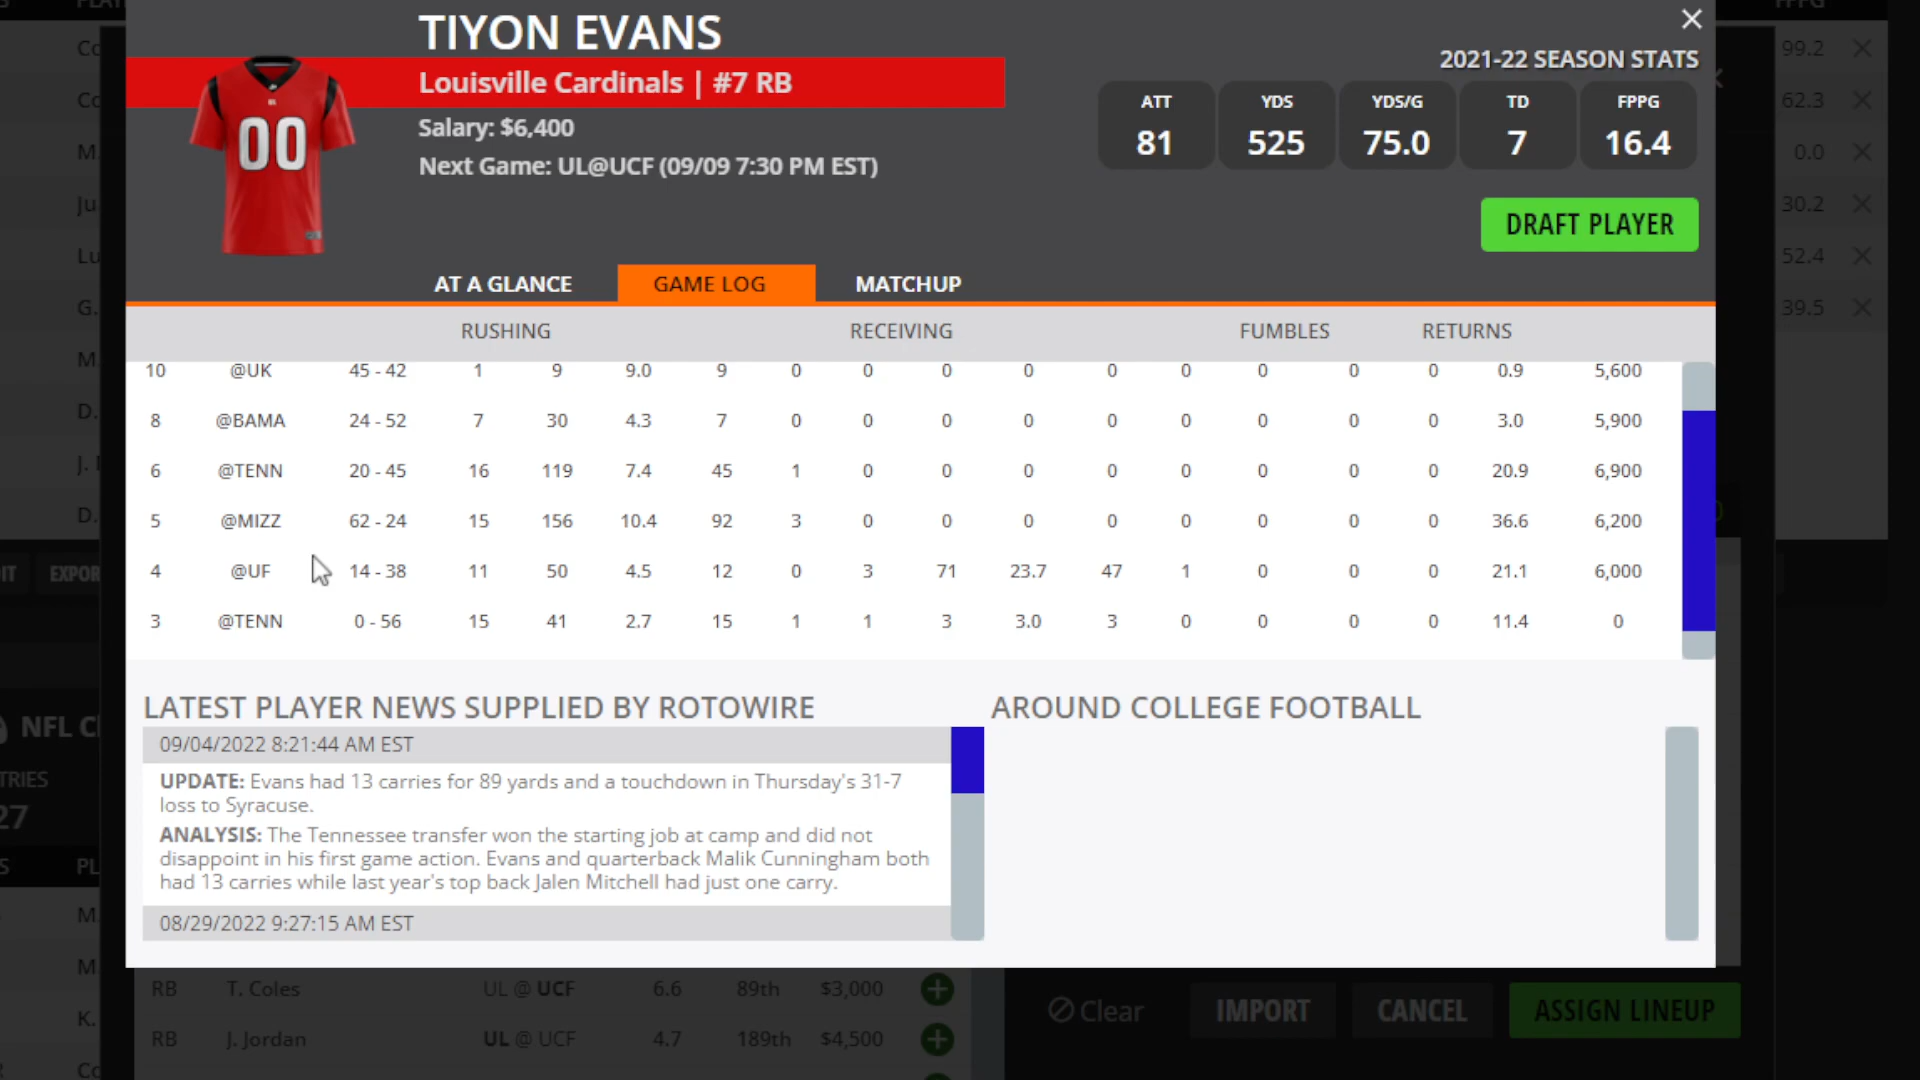 TIYON EVANS
Louisville Cardinals | #7 RB
Salary: $6,400
Next Game: UL@UCF (09/09 7:30 PM EST)
00
2021-22 SEASON STATS
ATT YDS YDS/G TD FPPG
81 525 75.0 7 16.4
DRAFT PLAYER
AT A GLANCE GAME LOG MATCHUP
RUSHING RECEIVING FUMBLES RETURNS
10 @UK 45 - 42 1 9 9.0 9 0 0 0 0 0 0 0 0 0 0.9 5,600
8 @BAMA 24 - 52 7 30 4.3 7 0 0 0 0 0 0 0 0 0 3.0 5,900
6 @TENN 20 - 45 16 119 7.4 45 1 0 0 0 0 0 0 0 0 20.9 6,900
5 @MIZZ 62 - 24 15 156 10.4 92 3 0 0 0 0 0 0 0 0 36.6 6,200
4 @UF 14 - 38 11 50 4.5 12 0 3 71 23.7 47 1 0 0 0 21.1 6,000
3 @TENN 0 - 56 15 41 2.7 15 1 1 3 3.0 3 0 0 0 0 11.4 0
LATEST PLAYER NEWS SUPPLIED BY ROTOWIRE
09/04/2022 8:21:44 AM EST
UPDATE: Evans had 13 carries for 89 yards and a touchdown in Thursday's 31-7
loss to Syracuse.
ANALYSIS: The Tennessee transfer won the starting job at camp and did not
disappoint in his first game action. Evans and quarterback Malik Cunningham both
had 13 carries while last year's top back Jalen Mitchell had just one carry.
08/29/2022 9:27:15 AM EST
AROUND COLLEGE FOOTBALL
RB T. Coles UL @ UCF 6.6 89th $3,000
RB J. Jordan UL @ UCF 4.7 189th $4,500
Clear IMPORT CANCEL ASSIGN LINEUP
99.2
62.3
0.0
30.2
52.4
39.5
Co
Co
M.
Ju
Lu
G.
M.
D.
J.
D.
IT EXPOR
NFL C
TRIES
27
PL
M.
M.
K.
Co